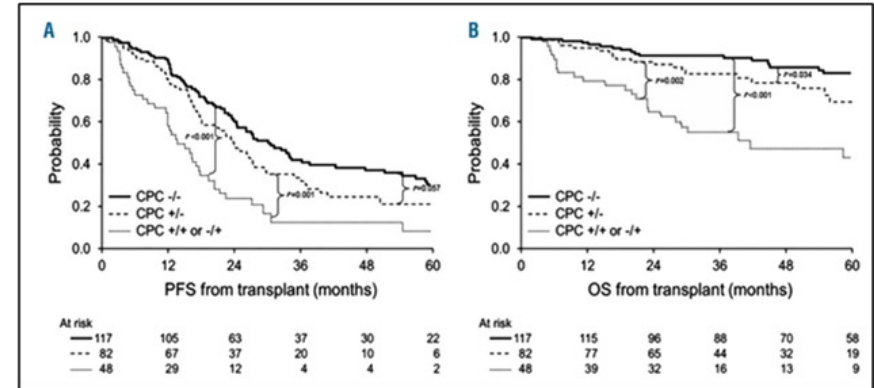 A
1.0
0.8
0.6
0.4
0.2
0.0
Probability
P<0.001
P=0.001
P=0.057
CPC -/-
CPC +/-
CPC +/+ or -/+
0 12 24 36 48 60
PFS from transplant (months)
At risk
117 105 63 37 30 22
82 67 37 20 10 6
48 29 12 4 4 2
B
1.0
0.8
0.6
0.4
0.2
0.0
Probability
P=0.002
P<0.001
P=0.034
CPC -/-
CPC +/-
CPC +/+ or -/+
0 12 24 36 48 60
OS from transplant (months)
At risk
117 115 96 88 70 58
82 77 65 44 32 19
48 39 32 16 13 9